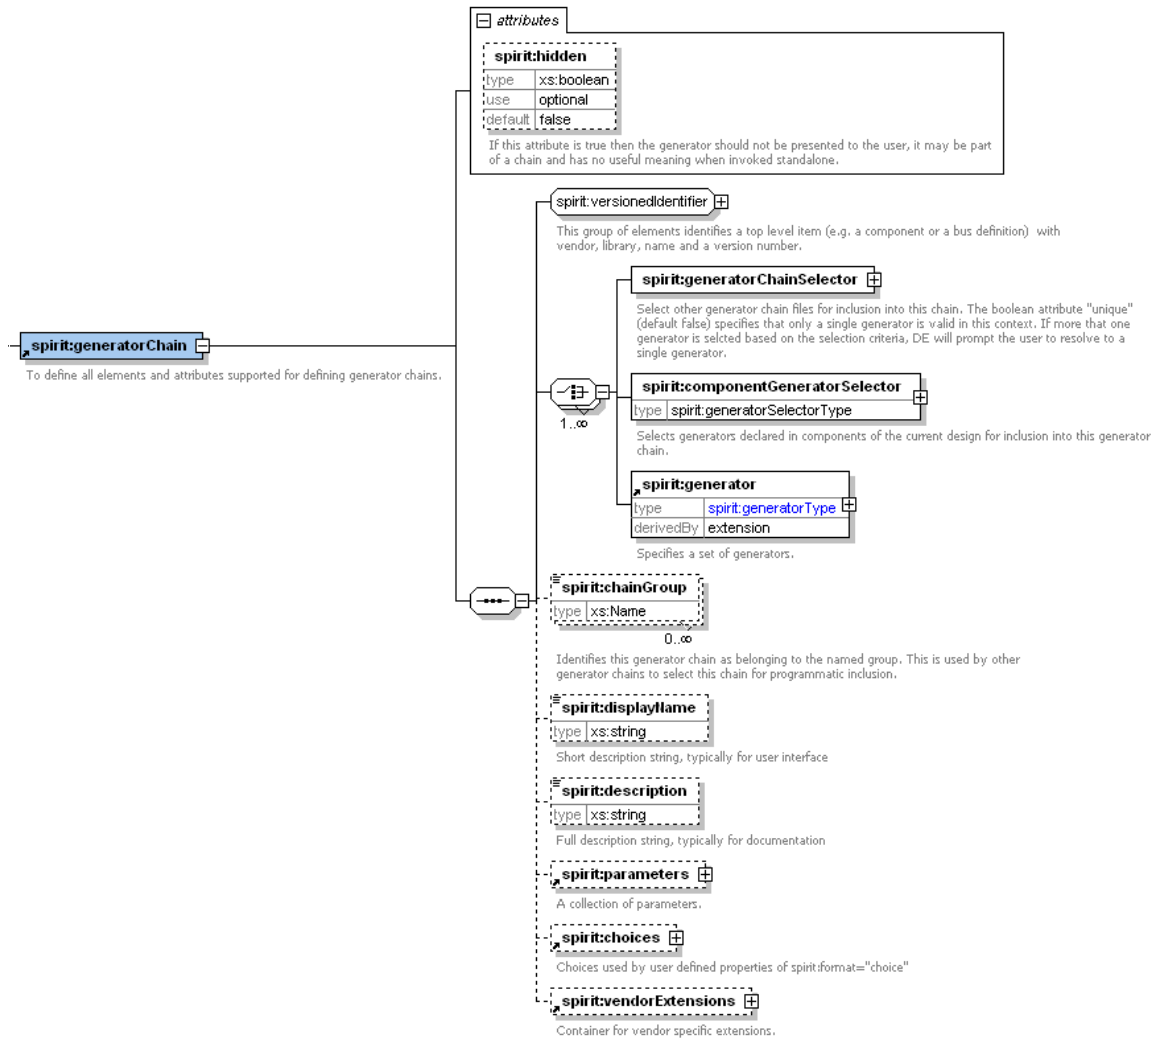 attributes
spirit:hidden
type xs:boolean
use optional
default false
If this attribute is true then the generator should not be presented to the user, it may be part
of a chain and has no useful meaning when invoked standalone.
spirit:versionedIdentifier
This group of elements identifies a top level item (e.g. a component or a bus definition)  with
vendor, library, name and a version number.
spirit:generatorChainSelector
Select other generator chain files for inclusion into this chain. The boolean attribute "unique"
(default false) specifies that only a single generator is valid in this context. If more that one
generator is selcted based on the selection criteria, DE will prompt the user to resolve to a
single generator.
spirit:generatorChain
To define all elements and attributes supported for defining generator chains.
spirit:componentGeneratorSelector
type spirit:generatorSelectorType
1..∞
Selects generators declared in components of the current design for inclusion into this generator
chain.
spirit:generator
type spirit:generatorType
derivedBy extension
Specifies a set of generators.
spirit:chainGroup
type xs:Name
0..∞
Identifies this generator chain as belonging to the named group. This is used by other
generator chains to select this chain for programmatic inclusion.
spirit:displayName
type xs:string
Short description string, typically for user interface
spirit:description
type xs:string
Full description string, typically for documentation
spirit:parameters
A collection of parameters.
spirit:choices
Choices used by user defined properties of spirit:format="choice"
spirit:vendorExtensions
Container for vendor specific extensions.